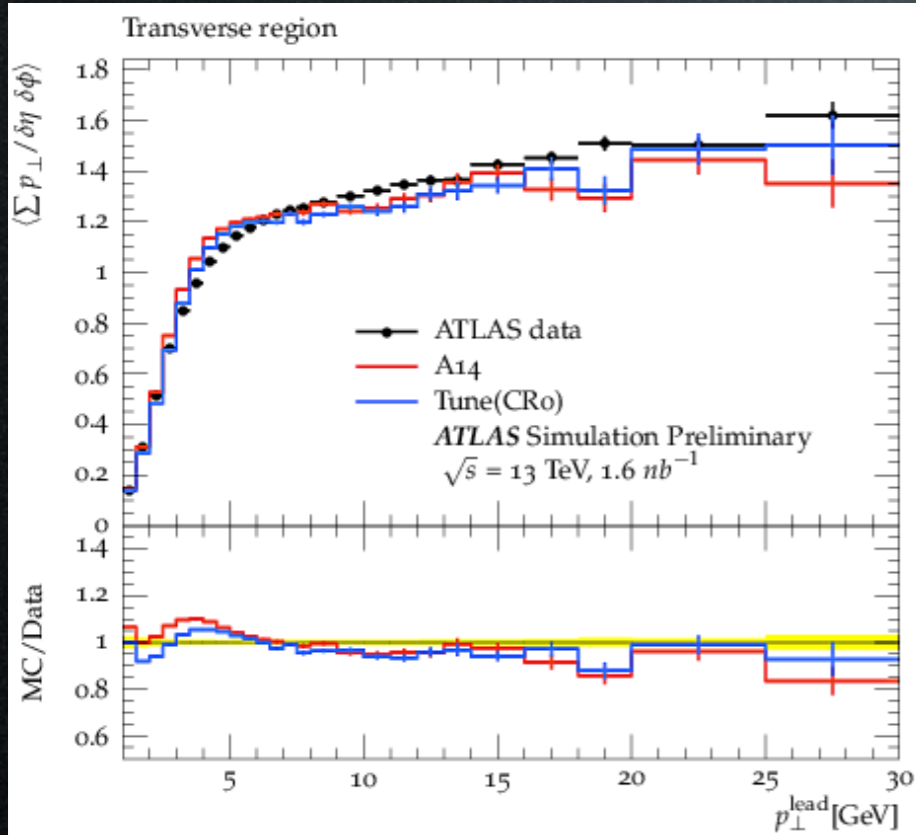 Transverse region
⟨∑ p⊥/δη δφ⟩
1.8
1.6
1.4
1.2
1
0.8
0.6
0.4
0.2
0
ATLAS data
A14
Tune(CR0)
ATLAS Simulation Preliminary
√s = 13 TeV, 1.6 nb⁻¹
MC/Data
1.4
1.2
1
0.8
0.6
5 10 15 20 25 30
p⊥^lead [GeV]